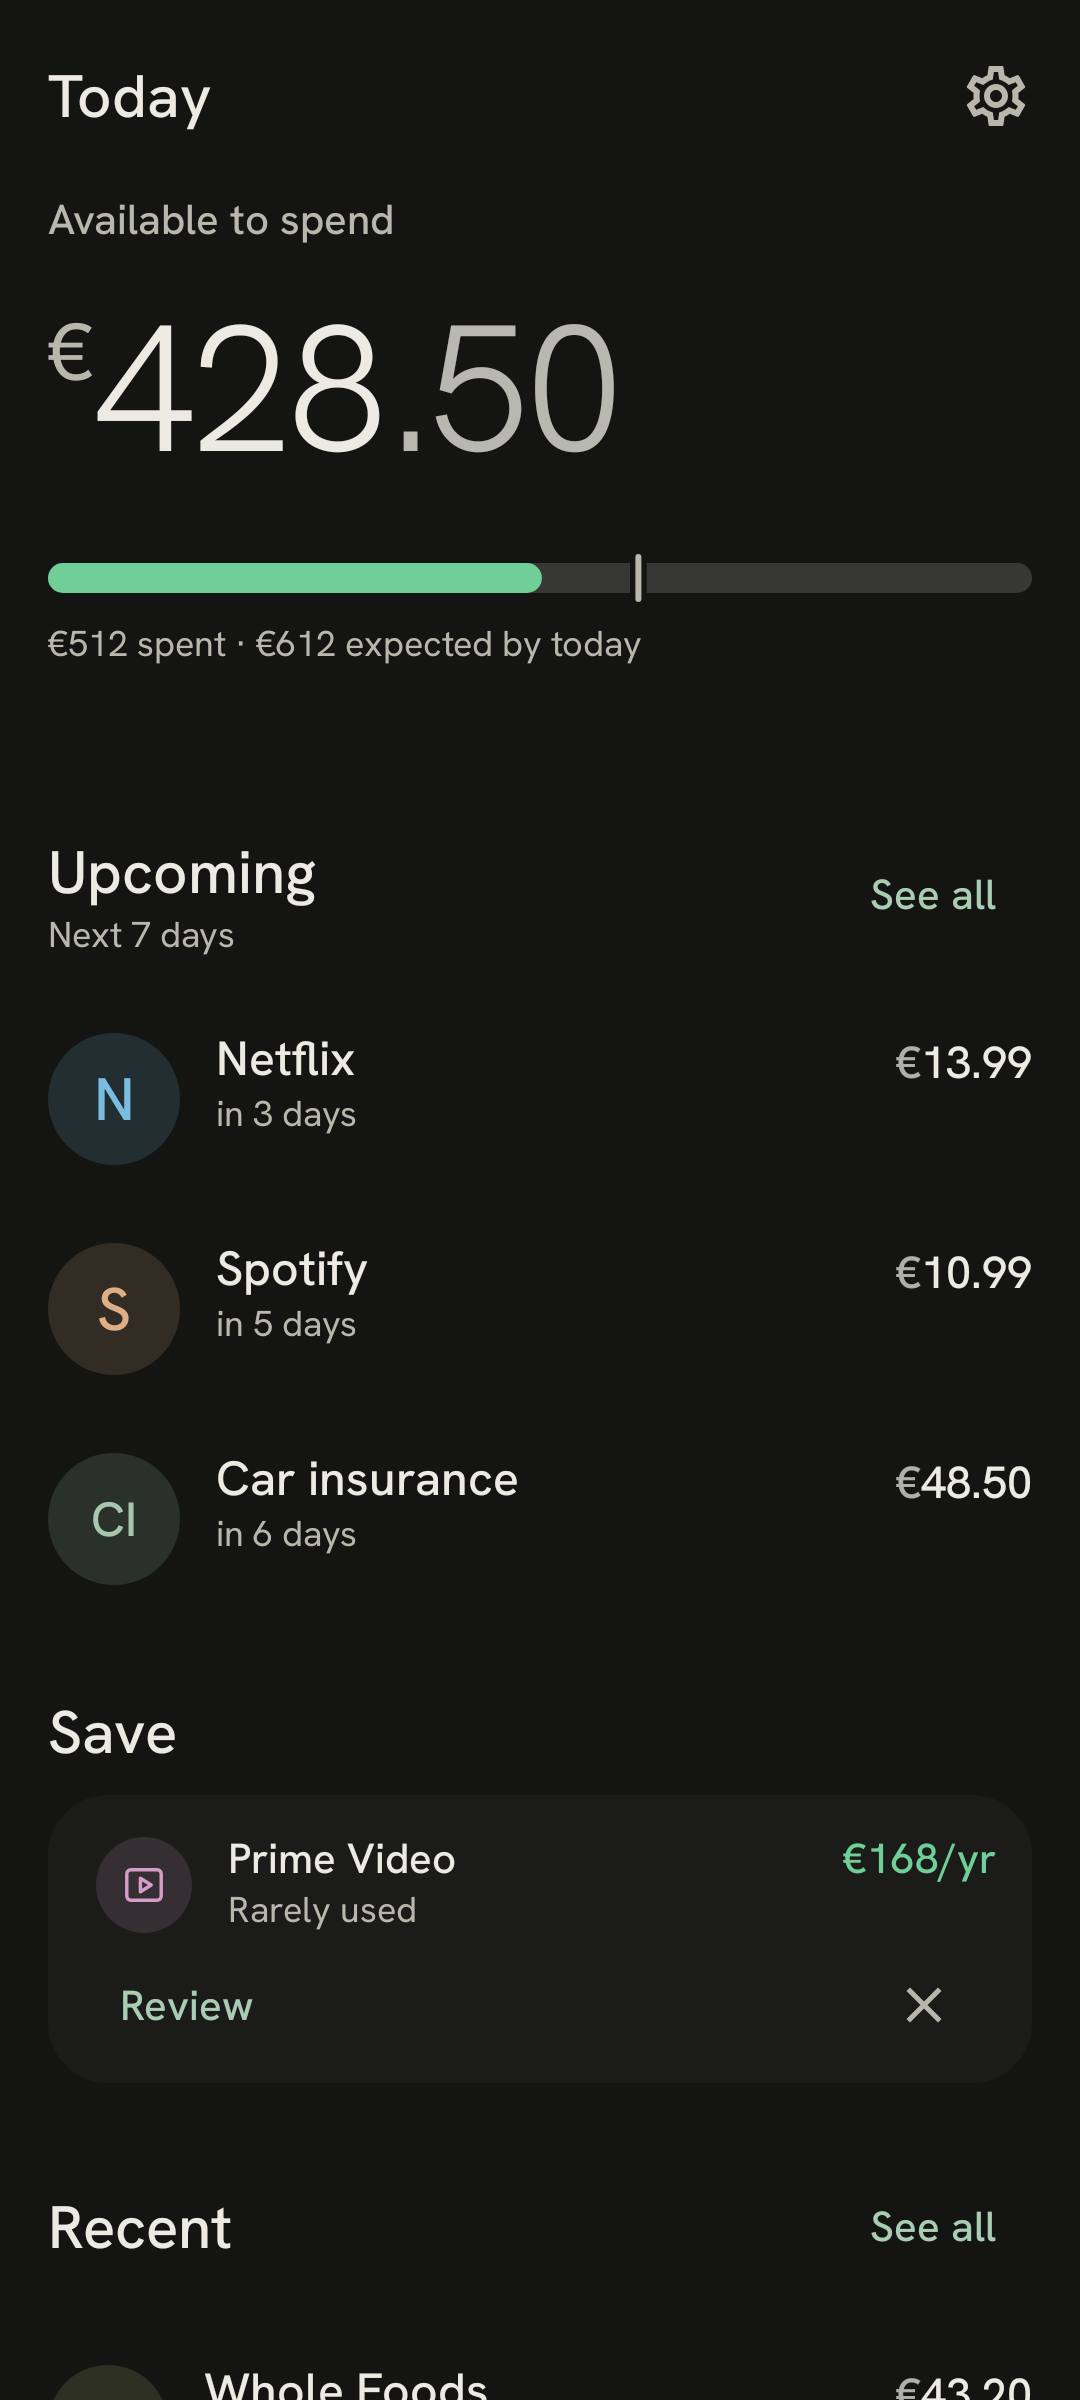 Today
Available to spend
€428.50
€512 spent · €612 expected by today
Upcoming
See all
Next 7 days
N
Netflix
€13.99
in 3 days
S
Spotify
€10.99
in 5 days
CI
Car insurance
€48.50
in 6 days
Save
Prime Video
€168/yr
Rarely used
Review
Recent
See all
Whole Foods
€43.20